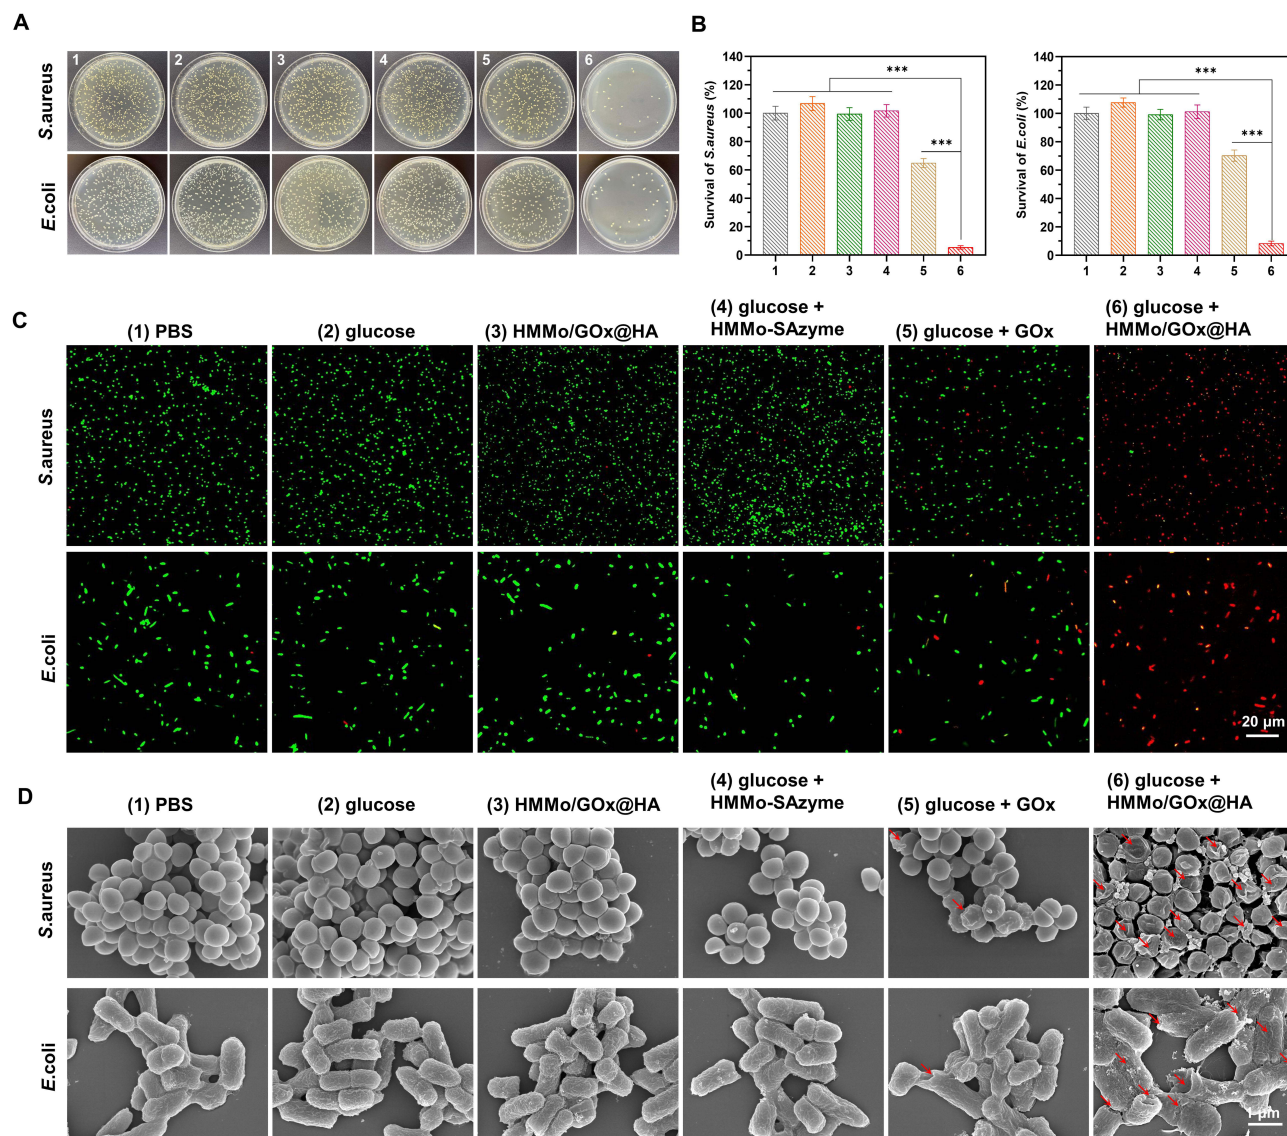 A
B
S.aureus
1
2
3
4
5
6
E.coli
Survival of S.aureus (%)
140
120
100
80
60
40
20
0
***
***
1
2
3
4
5
6
Survival of E.coli (%)
140
120
100
80
60
40
20
0
***
***
1
2
3
4
5
6
C
(1) PBS
(2) glucose
(3) HMMo/GOx@HA
(4) glucose +
HMMo-SAzyme
(5) glucose + GOx
(6) glucose +
HMMo/GOx@HA
S.aureus
E.coli
20 μm
D
(1) PBS
(2) glucose
(3) HMMo/GOx@HA
(4) glucose +
HMMo-SAzyme
(5) glucose + GOx
(6) glucose +
HMMo/GOx@HA
S.aureus
E.coli
1 μm